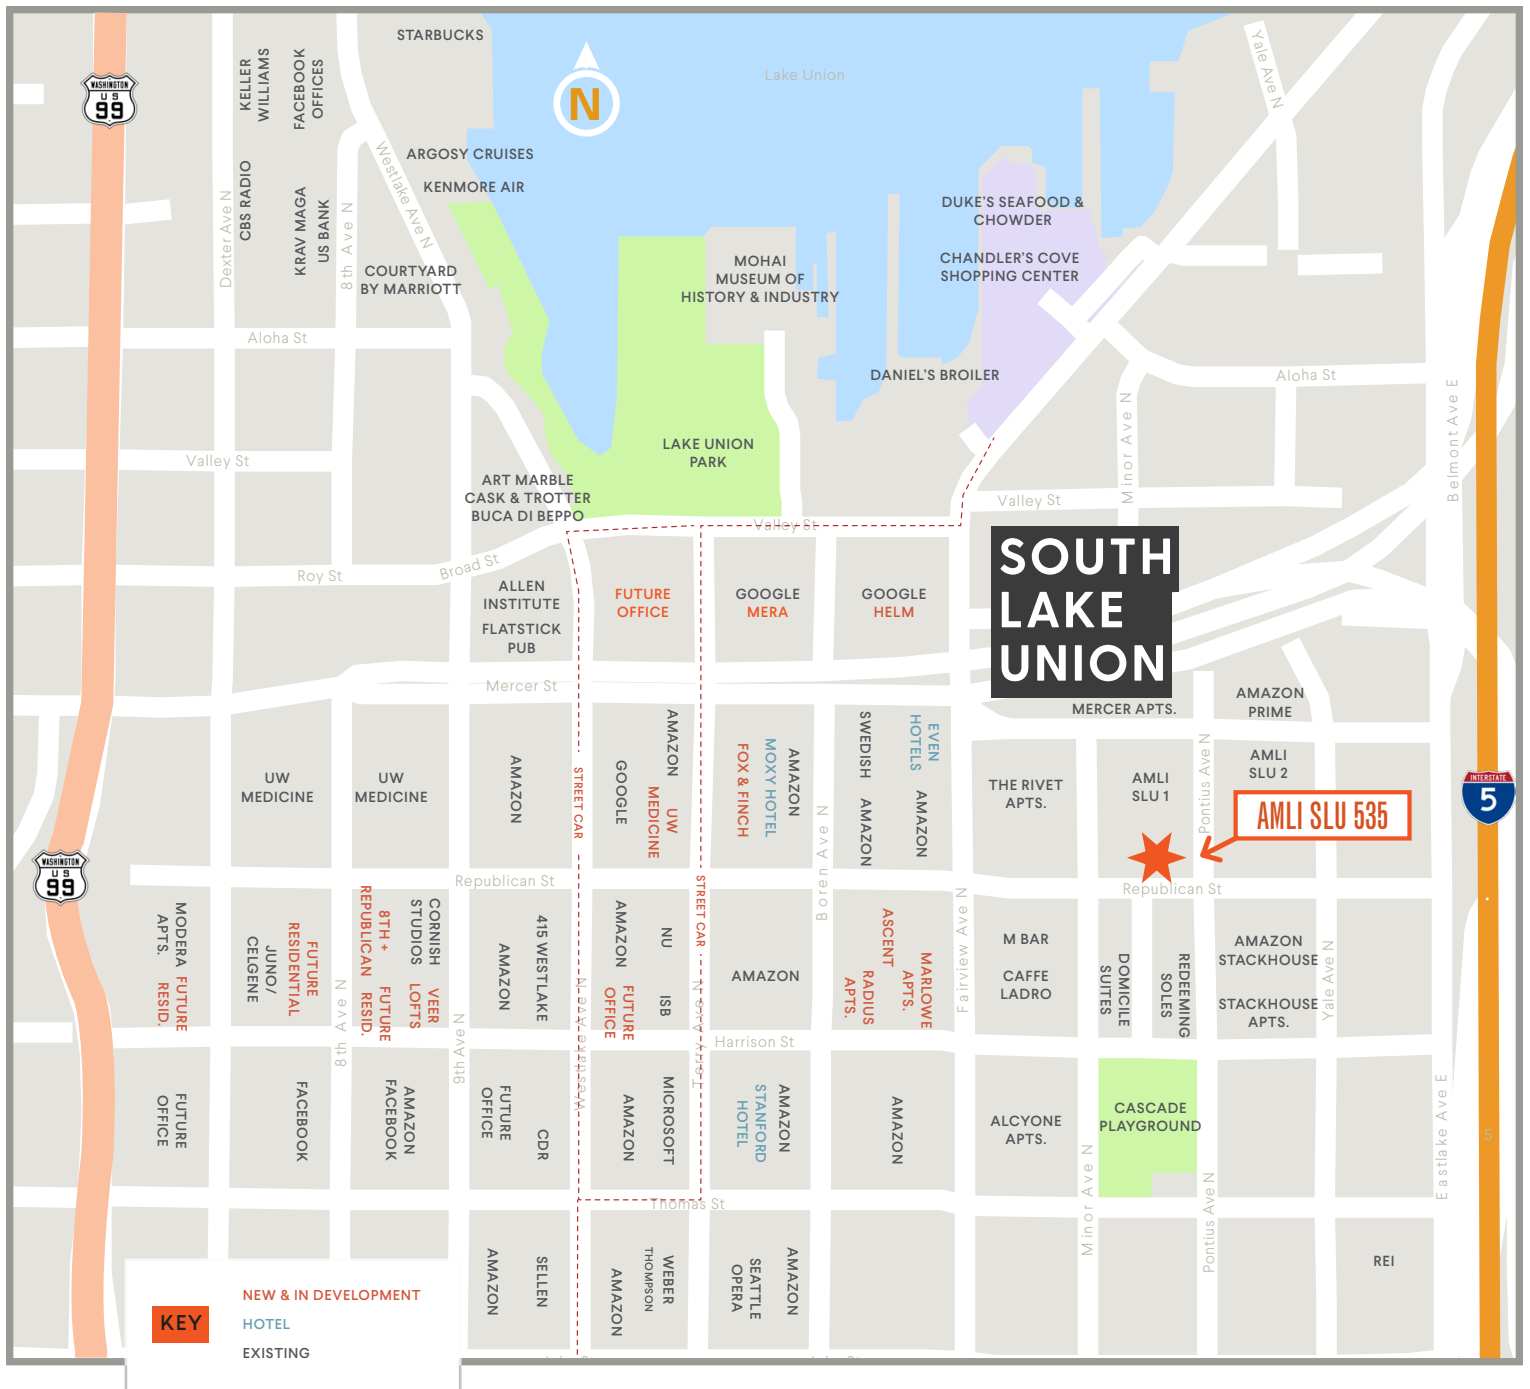 STARBUCKS
KELLER
WILLIAMS
FACEBOOK
OFFICES
WASHINGTON
US
99
N
Lake Union
Yale Ave N
Westlake Ave N
ARGOSY CRUISES
KENMORE AIR
Dexter Ave N
CBS RADIO
KRAV MAGA
US BANK
8th Ave N
COURTYARD
BY MARRIOTT
DUKE'S SEAFOOD &
CHOWDER
CHANDLER'S COVE
SHOPPING CENTER
MOHAI
MUSEUM OF
HISTORY & INDUSTRY
Aloha St
DANIEL'S BROILER
Aloha St
Minor Ave N
Belmont Ave E
LAKE UNION
PARK
Valley St
ART MARBLE
CASK & TROTTER
BUCA DI BEPPO
Valley St
Valley St
Roy St
Broad St
ALLEN
INSTITUTE
FLATSTICK
PUB
FUTURE
OFFICE
GOOGLE
MERA
GOOGLE
HELM
SOUTH
LAKE
UNION
Mercer St
MERCER APTS.
AMAZON
PRIME
UW
MEDICINE
UW
MEDICINE
AMAZON
STREET CAR
GOOGLE
AMAZON
UW
MEDICINE
FOX & FINCH
MOXY HOTEL
AMAZON
Boren Ave N
SWEDISH
AMAZON
EVEN
HOTELS
AMAZON
THE RIVET
APTS.
AMLI
SLU 1
Pontius Ave N
AMLI
SLU 2
AMLI SLU 535
INTERSTATE
5
WASHINGTON
US
99
Republican St
STREET CAR
Republican St
MODERA
APTS.
FUTURE
RESID.
JUNO/
CELGENE
FUTURE
RESIDENTIAL
8th Ave N
8TH +
REPUBLICAN
FUTURE
RESID.
CORNISH
STUDIOS
VEER
LOFTS
9th Ave N
AMAZON
415 WESTLAKE
Westlake Ave N
AMAZON
FUTURE
OFFICE
NU
ISB
Terry Ave N
AMAZON
ASCENT
RADIUS
APTS.
MARLOWE
APTS.
Fairview Ave N
M BAR
CAFFE
LADRO
DOMICILE
SUITES
REDEEMING
SOLES
AMAZON
STACKHOUSE
STACKHOUSE
APTS.
Yale Ave N
Harrison St
FUTURE
OFFICE
FACEBOOK
AMAZON
FACEBOOK
FUTURE
OFFICE
CDR
AMAZON
MICROSOFT
STANFORD
HOTEL
AMAZON
AMAZON
ALCYONE
APTS.
CASCADE
PLAYGROUND
Minor Ave N
Pontius Ave N
Eastlake Ave E
5
Thomas St
AMAZON
SELLEN
AMAZON
WEBER
THOMPSON
SEATTLE
OPERA
AMAZON
REI
KEY
NEW & IN DEVELOPMENT
HOTEL
EXISTING